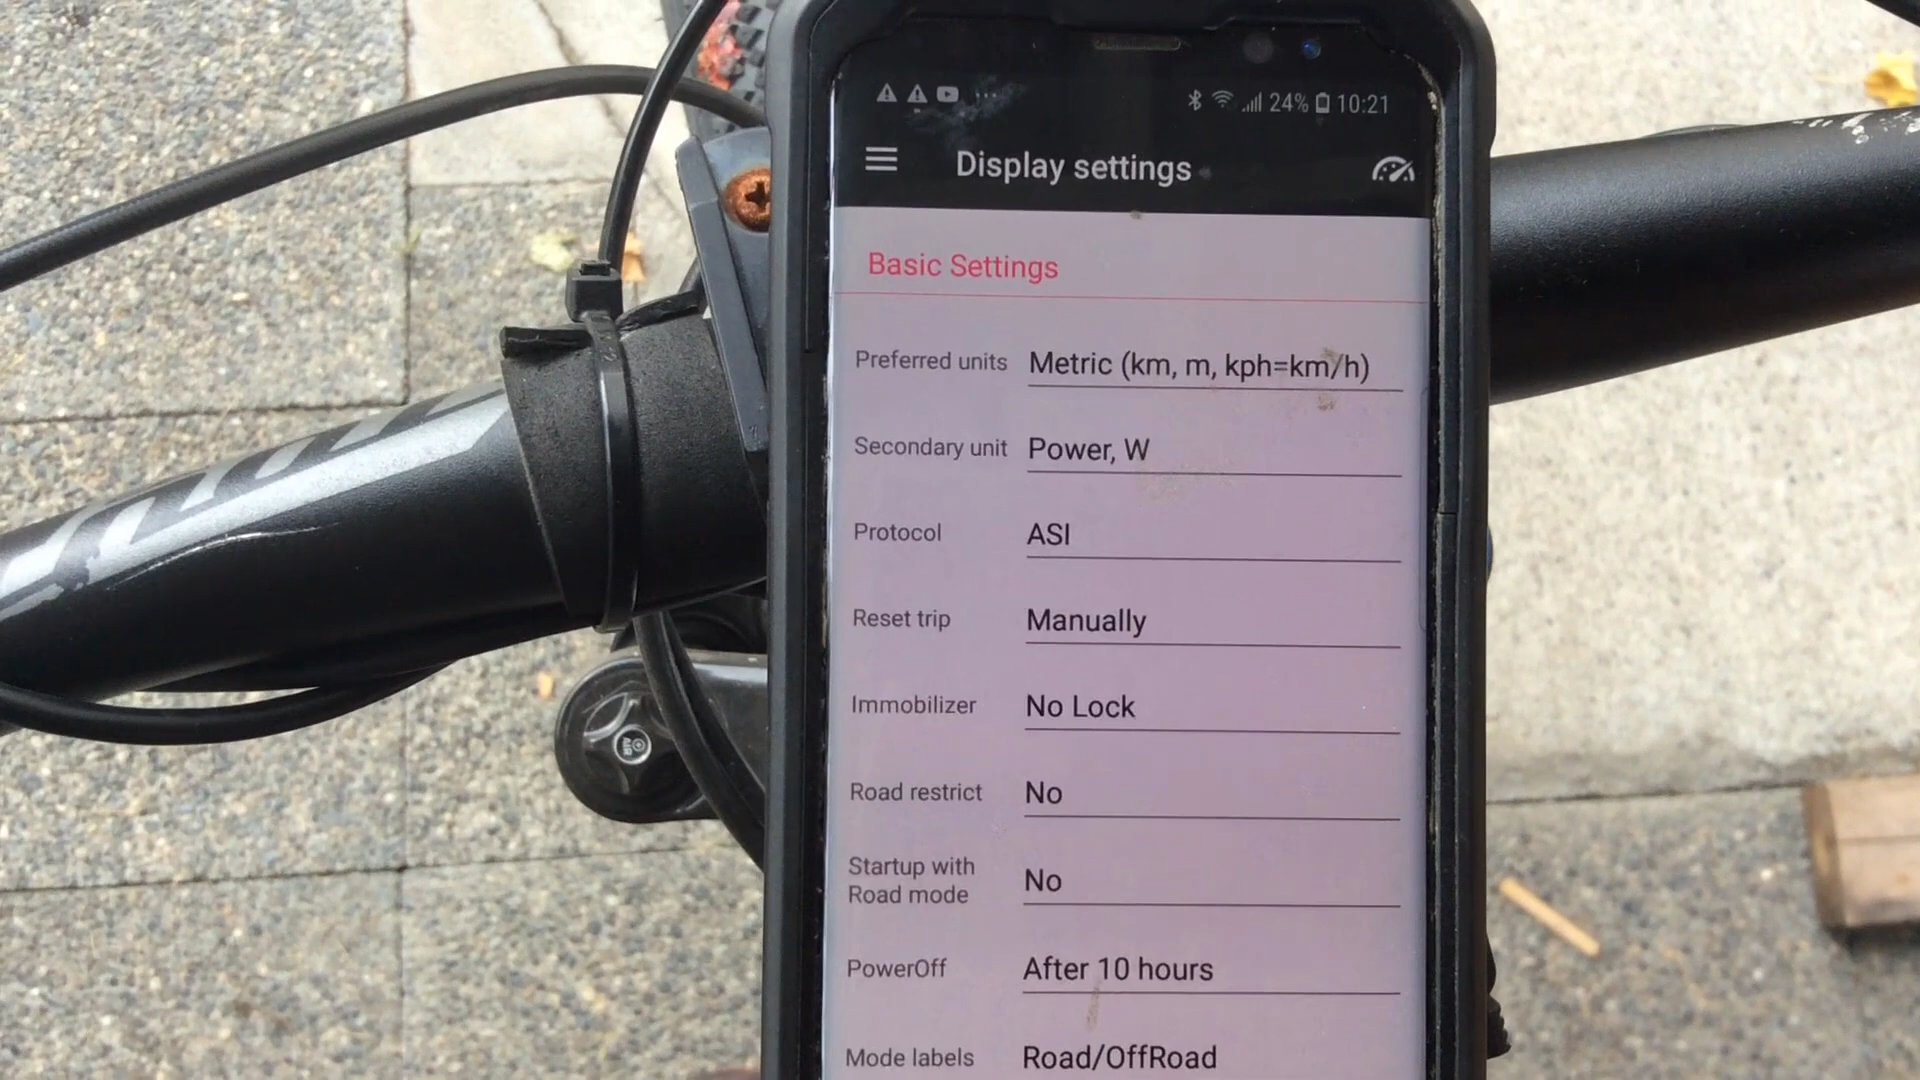 24% 10:21
Display settings
Basic Settings
Preferred units Metric (km, m, kph=km/h)
Secondary unit Power, W
Protocol ASI
Reset trip Manually
Immobilizer No Lock
Road restrict No
Startup with
Road mode No
PowerOff After 10 hours
Mode labels Road/OffRoad
AIR